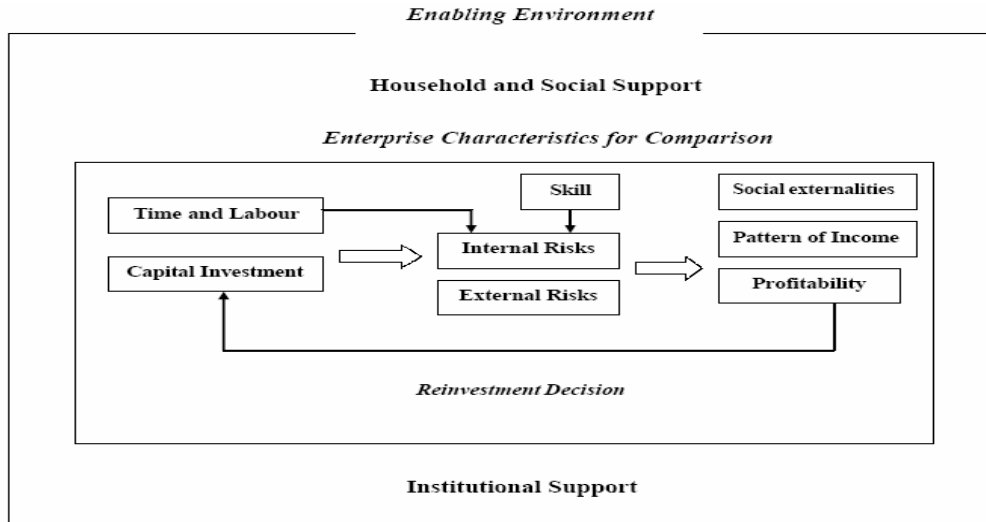 Enabling Environment
Household and Social Support
Enterprise Characteristics for Comparison
Time and Labour
Capital Investment
Skill
Internal Risks
External Risks
Social externalities
Pattern of Income
Profitability
Reinvestment Decision
Institutional Support